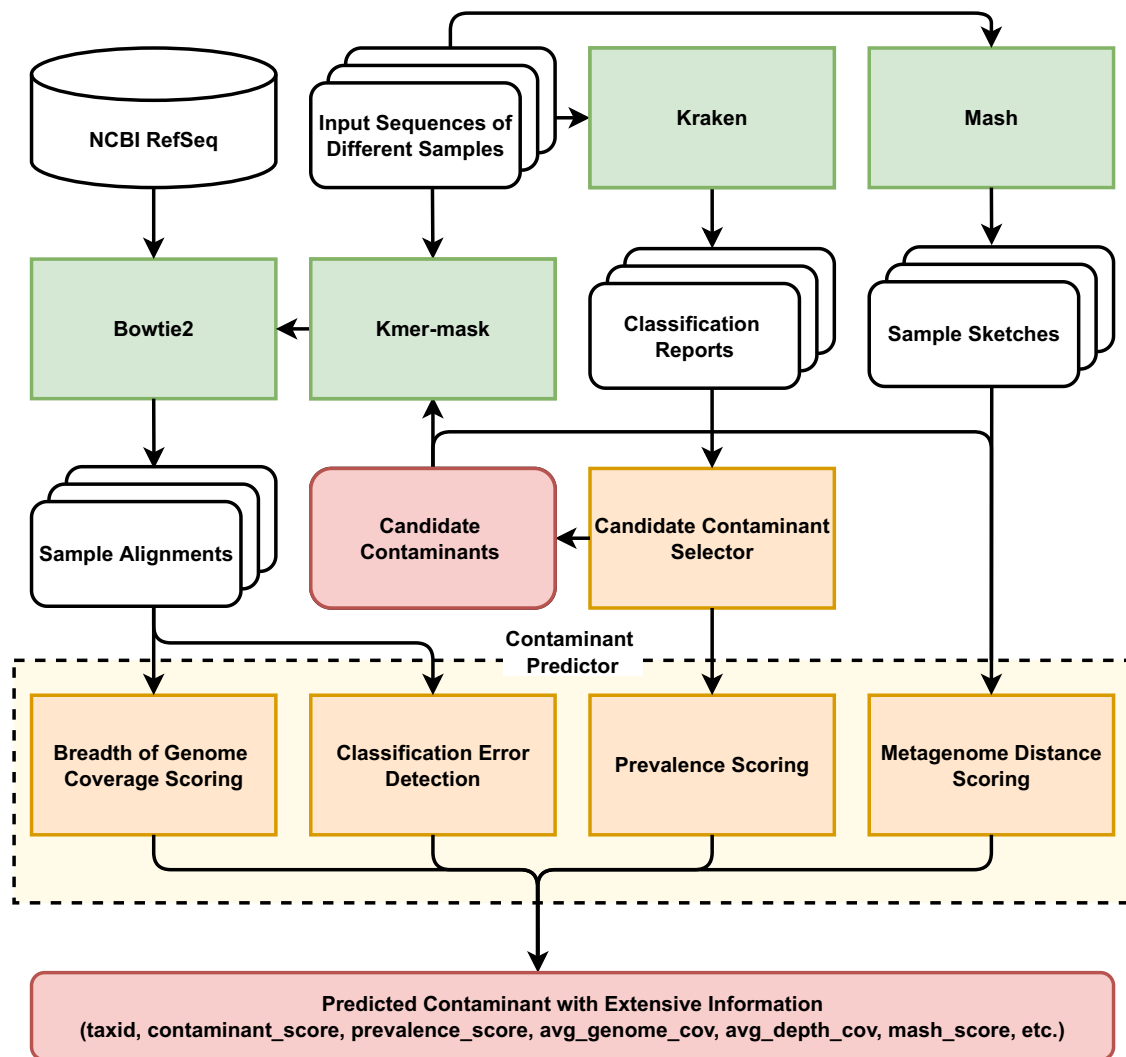 NCBI RefSeq
Input Sequences of
Different Samples
Kraken
Mash
Bowtie2
Kmer-mask
Classification
Reports
Sample Sketches
Sample Alignments
Candidate
Contaminants
Candidate Contaminant
Selector
Contaminant
Predictor
Breadth of Genome
Coverage Scoring
Classification Error
Detection
Prevalence Scoring
Metagenome Distance
Scoring
Predicted Contaminant with Extensive Information
(taxid, contaminant_score, prevalence_score, avg_genome_cov, avg_depth_cov, mash_score, etc.)